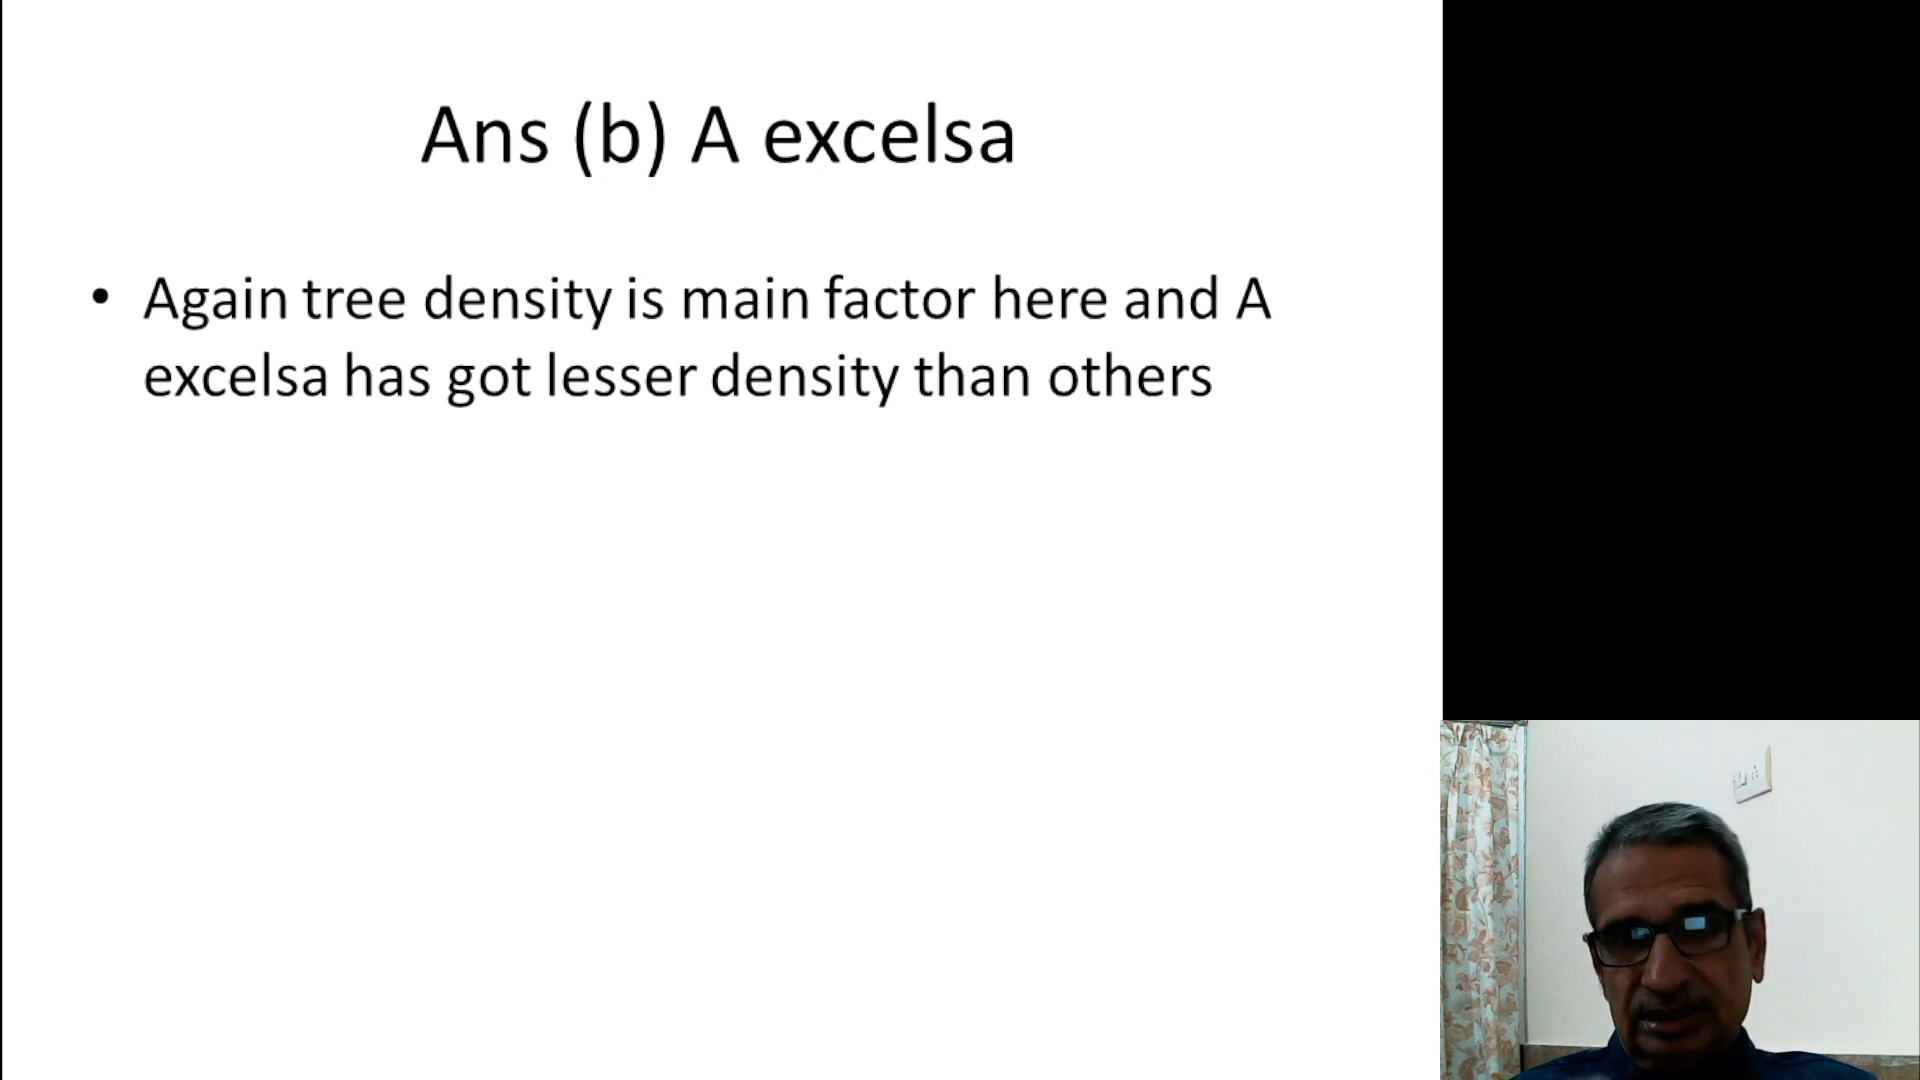 Ans (b) A excelsa
• Again tree density is main factor here and A
excelsa has got lesser density than others